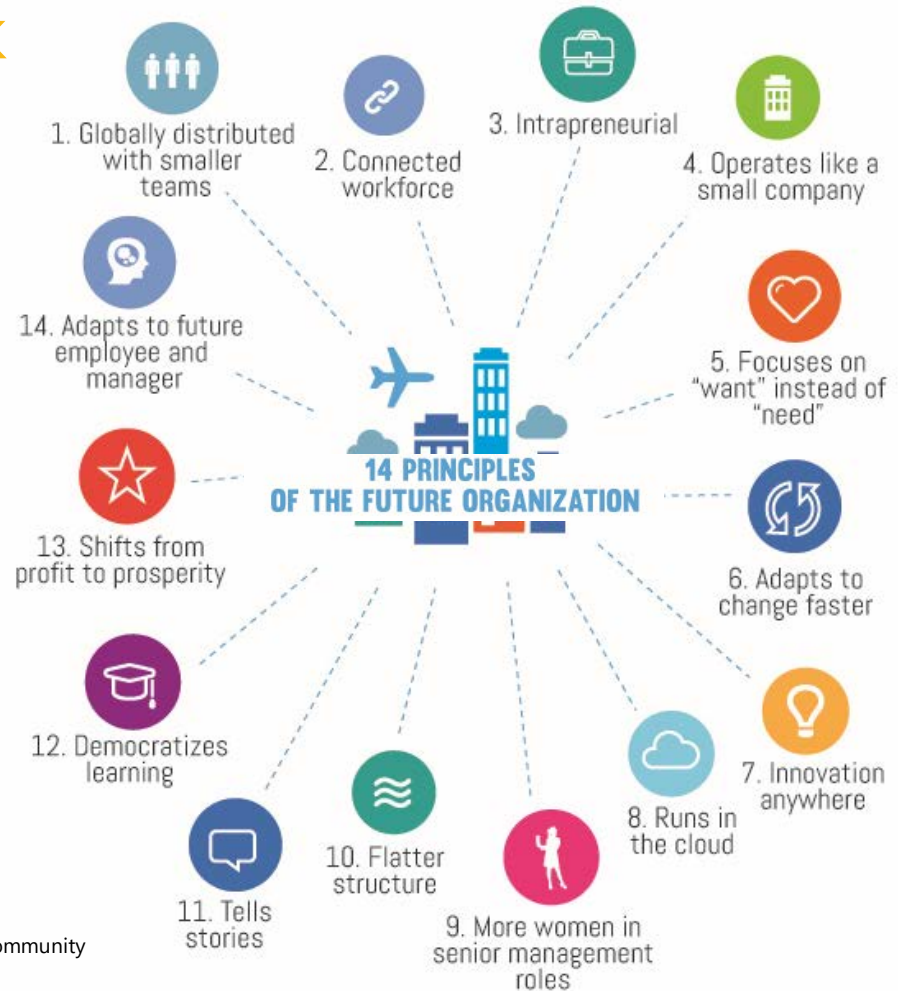 1. Globally distributed
with smaller
teams
2. Connected
workforce
3. Intrapreneurial
4. Operates like a
small company
5. Focuses on
“want” instead of
“need”
6. Adapts to
change faster
7. Innovation
anywhere
8. Runs in
the cloud
9. More women in
senior management
roles
10. Flatter
structure
11. Tells
stories
12. Democratizes
learning
13. Shifts from
profit to prosperity
14. Adapts to future
employee and
manager
14 PRINCIPLES
OF THE FUTURE ORGANIZATION
ommunity